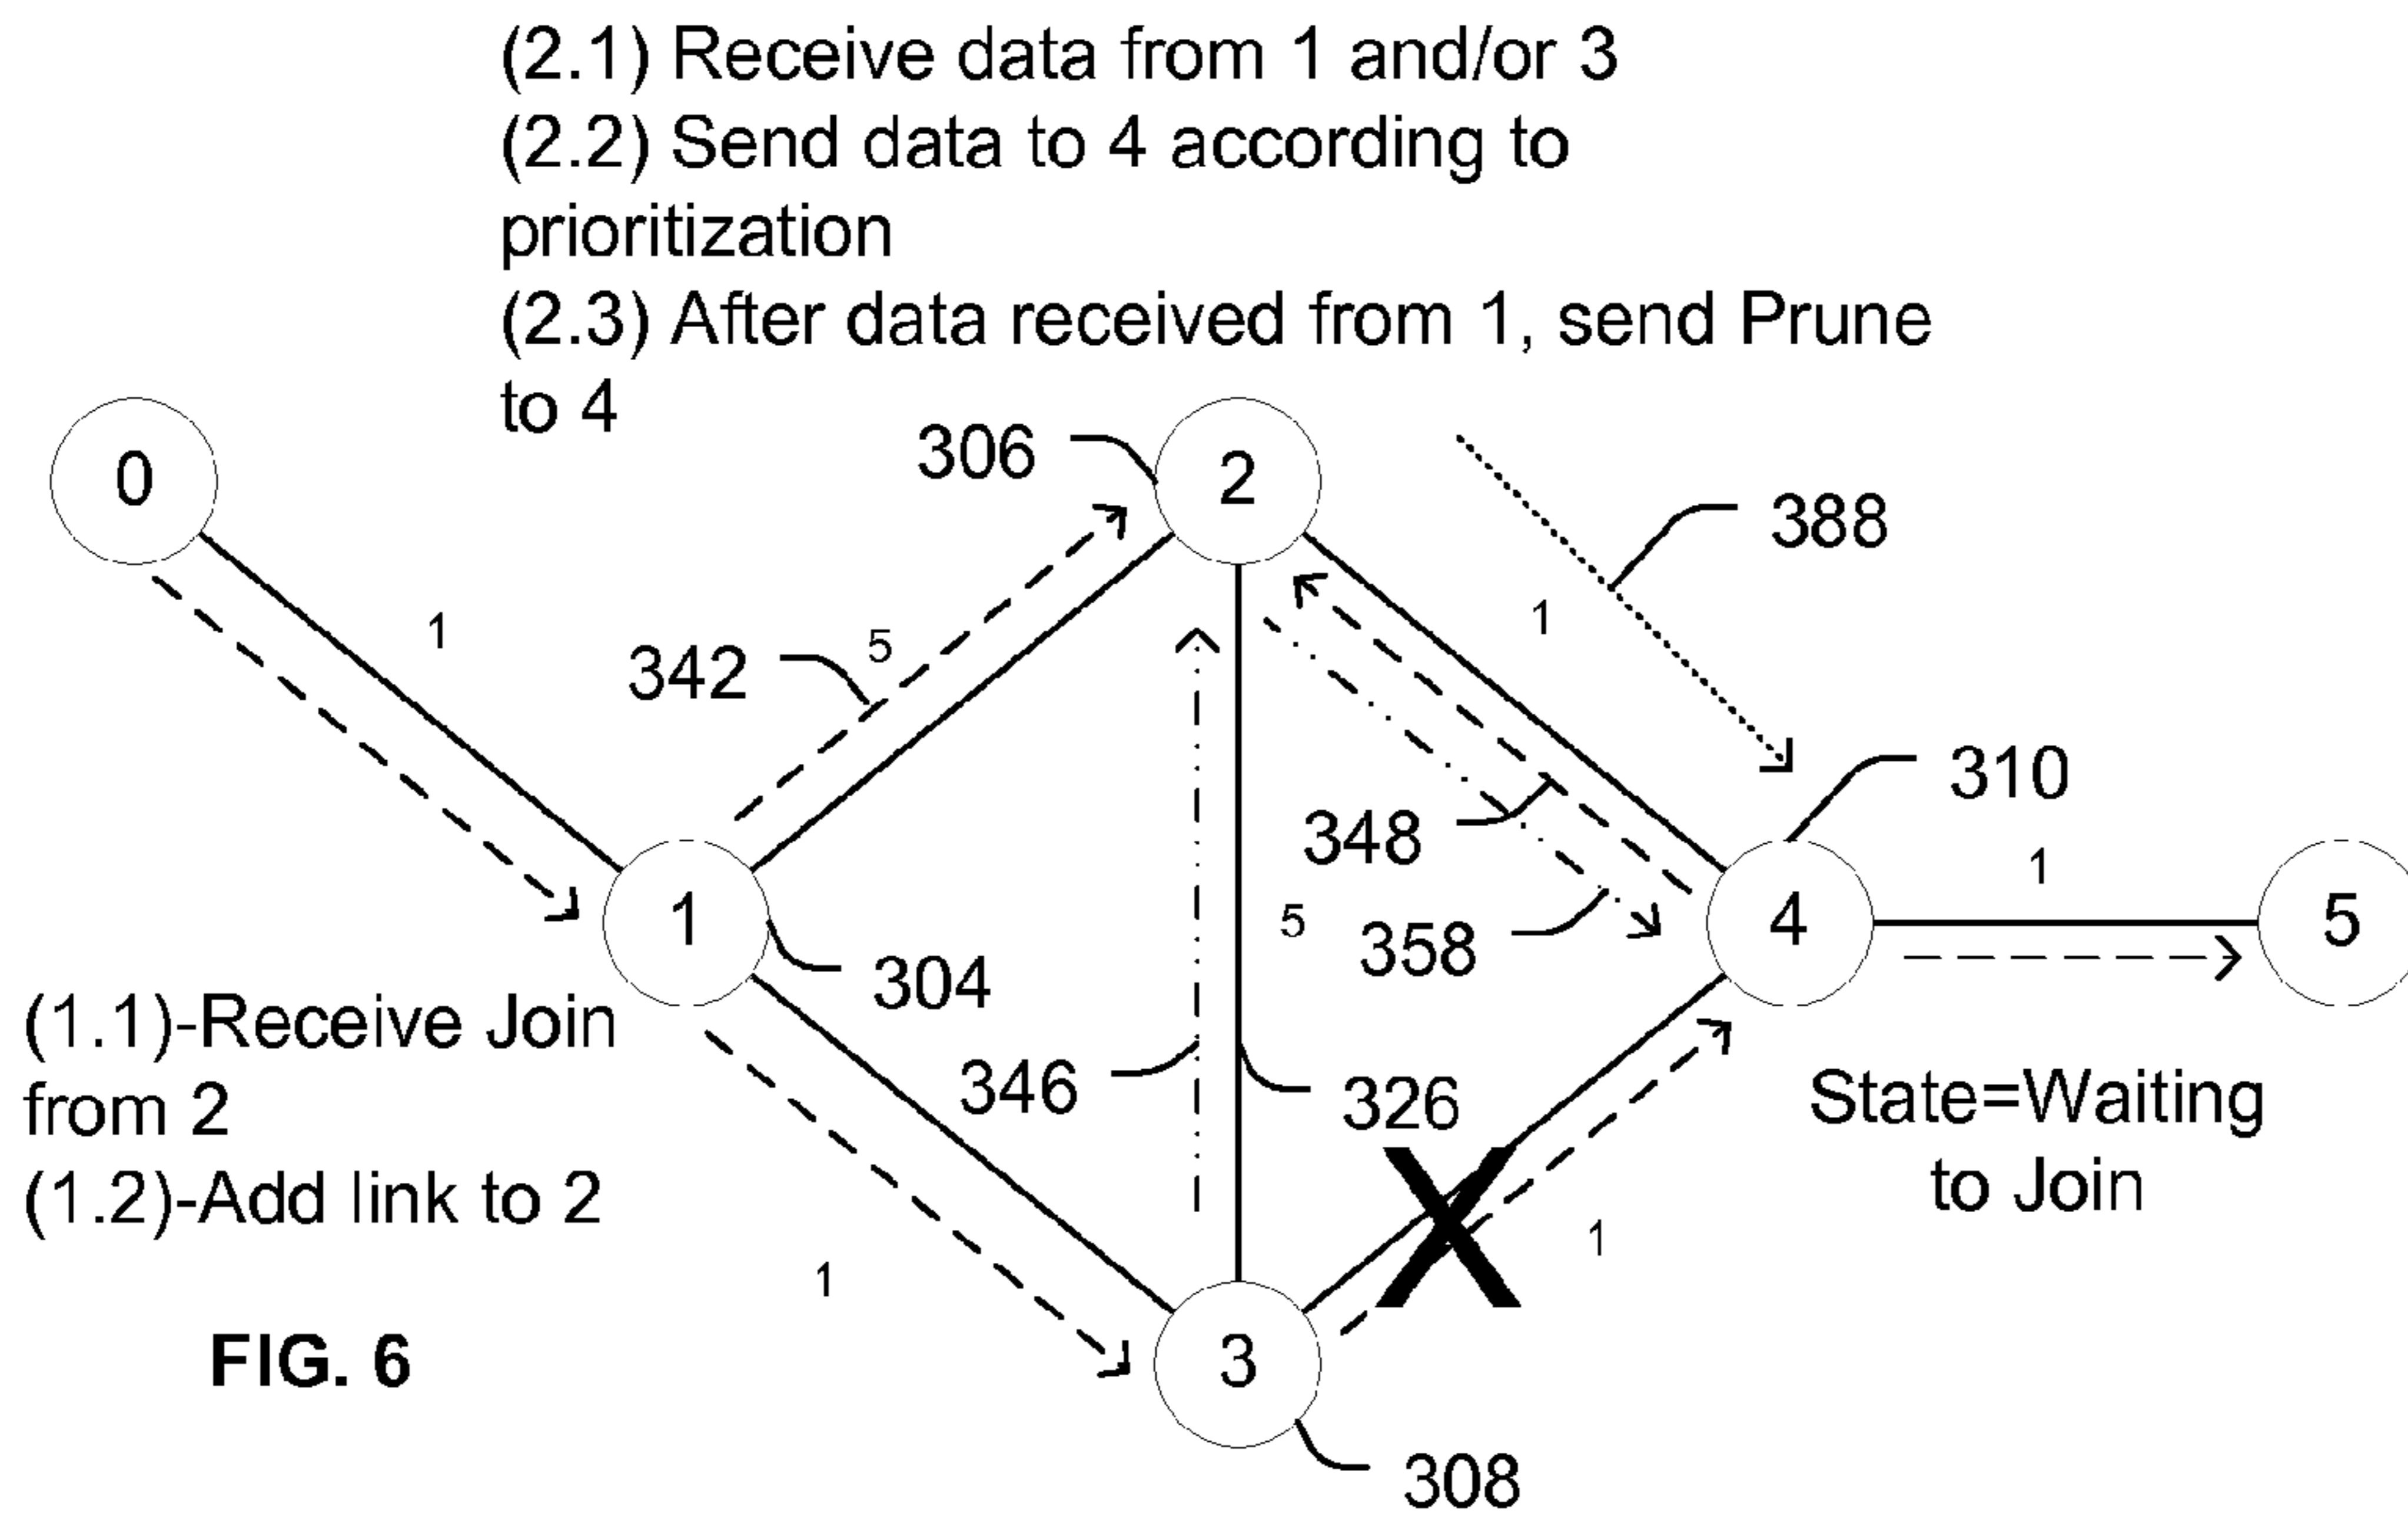 (2.1) Receive data from 1 and/or 3
(2.2) Send data to 4 according to
prioritization
(2.3) After data received from 1, send Prune
to 4
306
0
2
388
1
5
1
342
310
348
1
1
4
5
5
358
304
(1.1)-Receive Join
from 2
(1.2)-Add link to 2
346
326
State=Waiting
to Join
X
1
1
FIG. 6
3
308